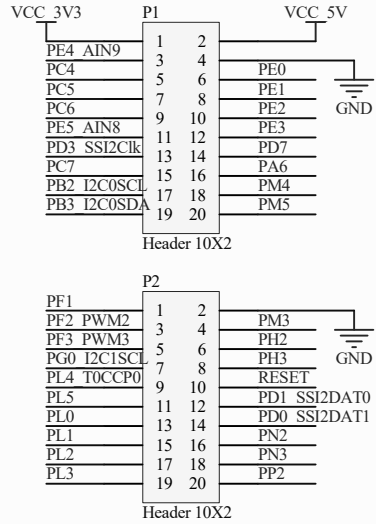 VCC_3V3 P1 VCC_5V
1 2
PE4_AIN9 3 4
PC4 5 6 PE0
GND
PC5 7 8 PE1
PC6 9 10 PE2
PE5_AIN8 11 12 PE3
PD3_SSI2Clk 13 14 PD7
PC7 15 16 PA6
PB2_I2C0SCL 17 18 PM4
PB3_I2C0SDA 19 20 PM5
Header 10X2
P2
PF1 1 2
PF2_PWM2 3 4 PM3
PF3_PWM3 5 6 PH2
GND
PG0_I2C1SCL 7 8 PH3
PL4_T0CCP0 9 10 RESET
PL5 11 12 PD1_SSI2DAT0
PL0 13 14 PD0_SSI2DAT1
PL1 15 16 PN2
PL2 17 18 PN3
PL3 19 20 PP2
Header 10X2